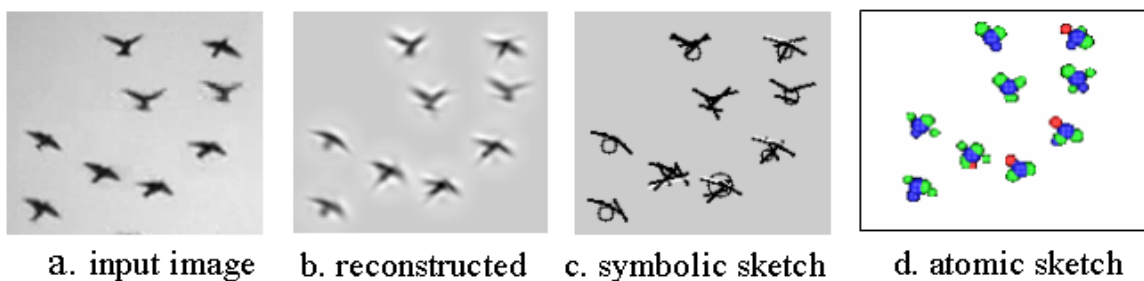 a. input image b. reconstructed c. symbolic sketch d. atomic sketch